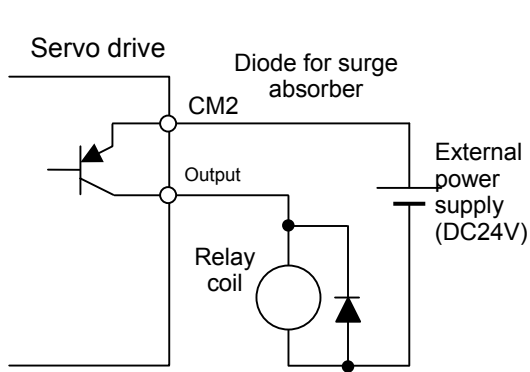 Servo drive
Diode for surge
absorber
CM2
External
power
supply
(DC24V)
Output
Relay
coil